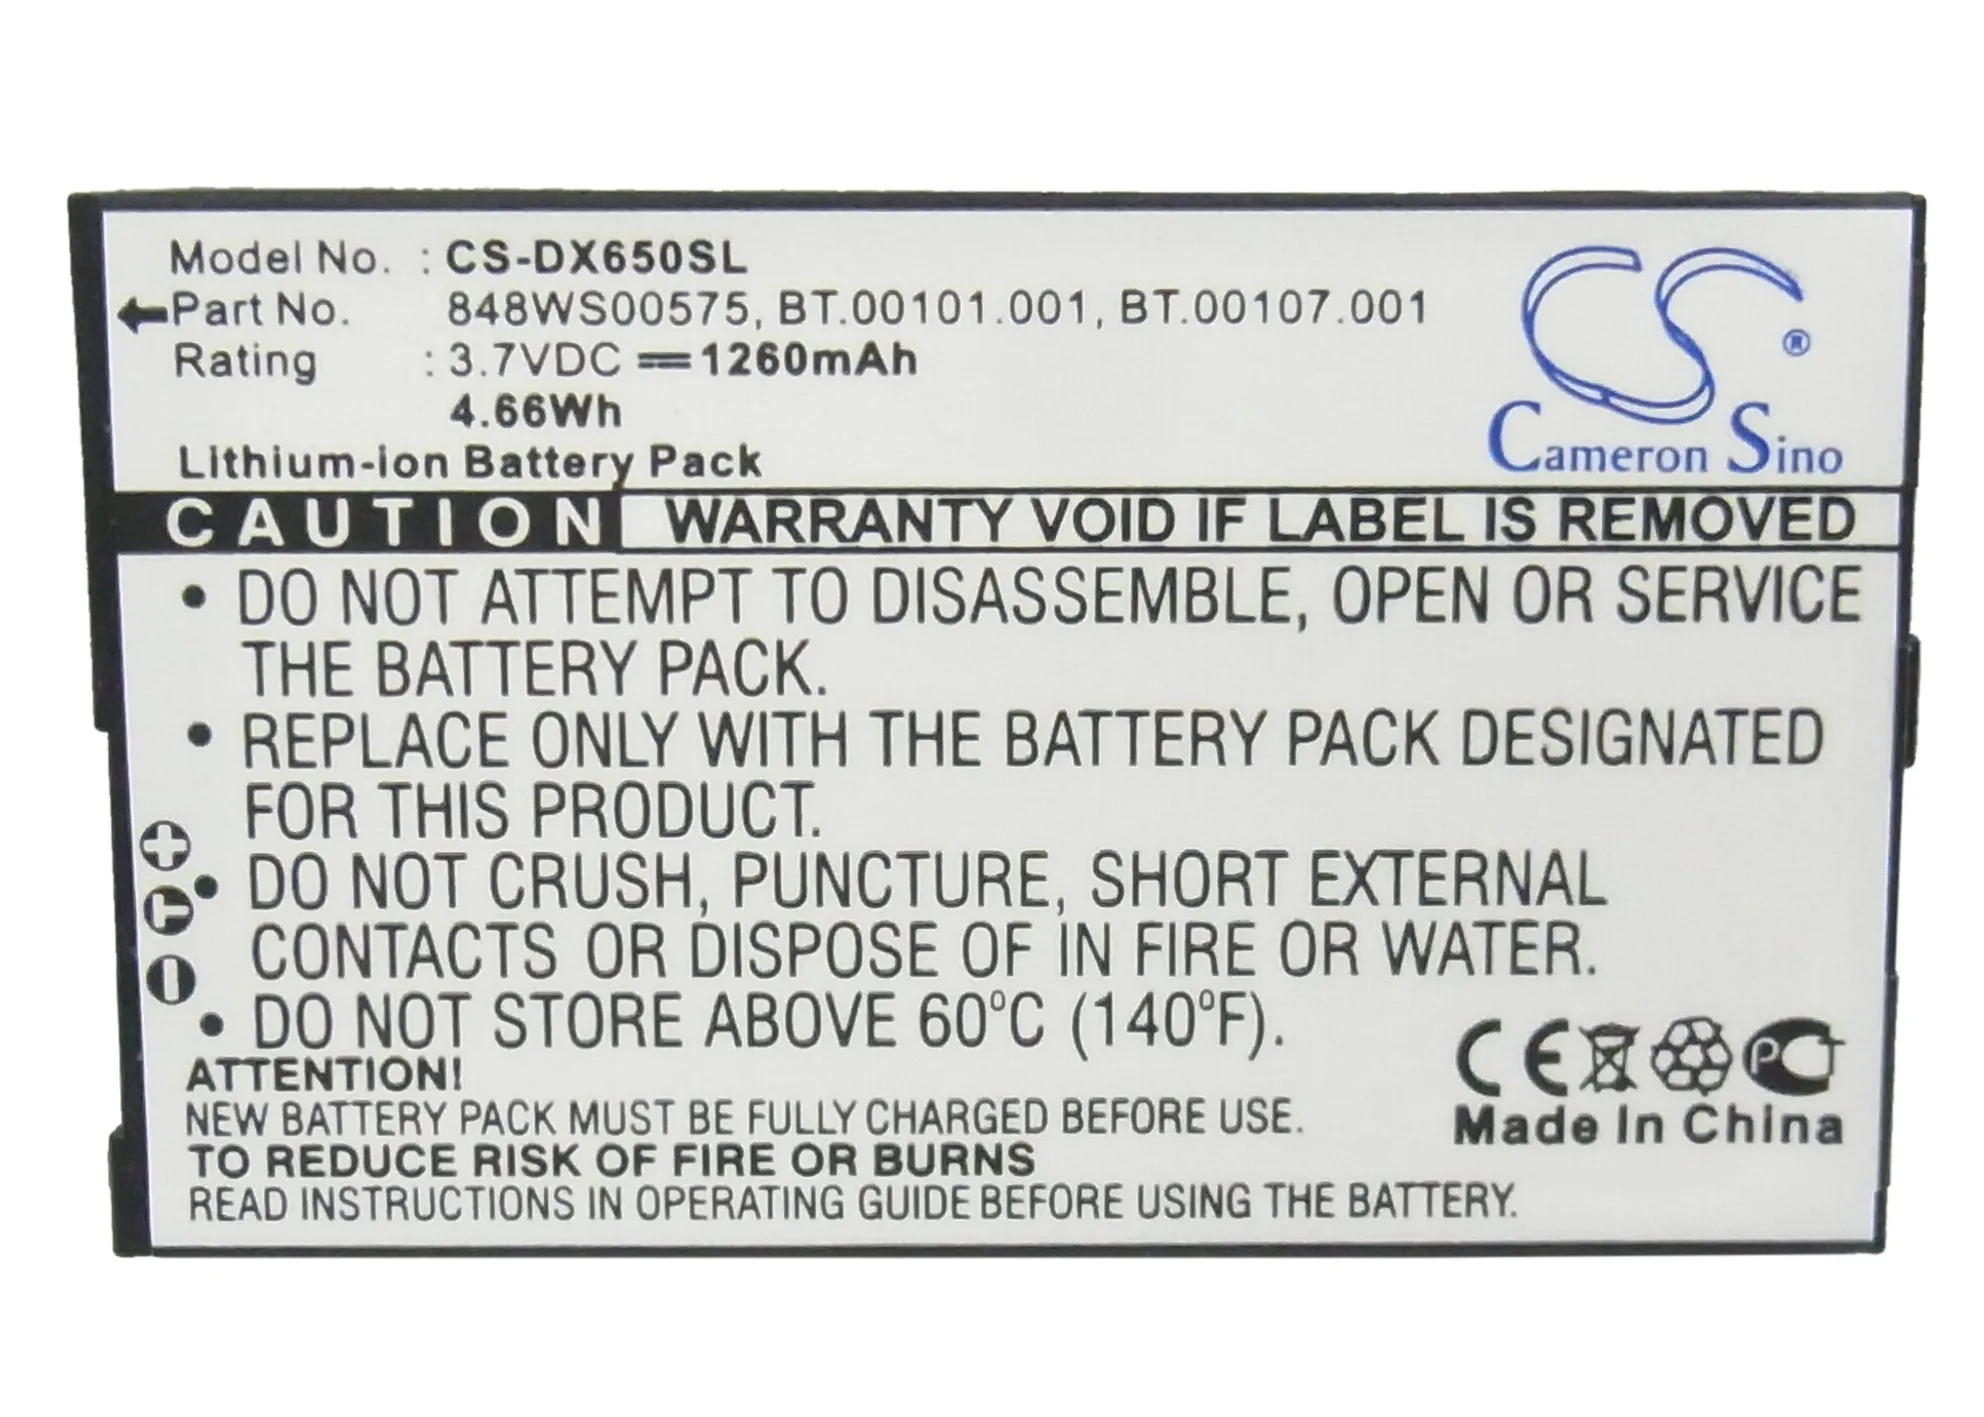 Model No. : CS-DX650SL
Part No. 848WS00575, BT.00101.001, BT.00107.001
Rating : 3.7VDC ⎓ 1260mAh
4.66Wh
Lithium-ion Battery Pack
CS ®
Cameron Sino
CAUTION WARRANTY VOID IF LABEL IS REMOVED
• DO NOT ATTEMPT TO DISASSEMBLE, OPEN OR SERVICE
THE BATTERY PACK.
• REPLACE ONLY WITH THE BATTERY PACK DESIGNATED
FOR THIS PRODUCT.
• DO NOT CRUSH, PUNCTURE, SHORT EXTERNAL
CONTACTS OR DISPOSE OF IN FIRE OR WATER.
• DO NOT STORE ABOVE 60°C (140°F).
ATTENTION!
NEW BATTERY PACK MUST BE FULLY CHARGED BEFORE USE.
TO REDUCE RISK OF FIRE OR BURNS
READ INSTRUCTIONS IN OPERATING GUIDE BEFORE USING THE BATTERY.
+
T
−
CE PCT
Made In China